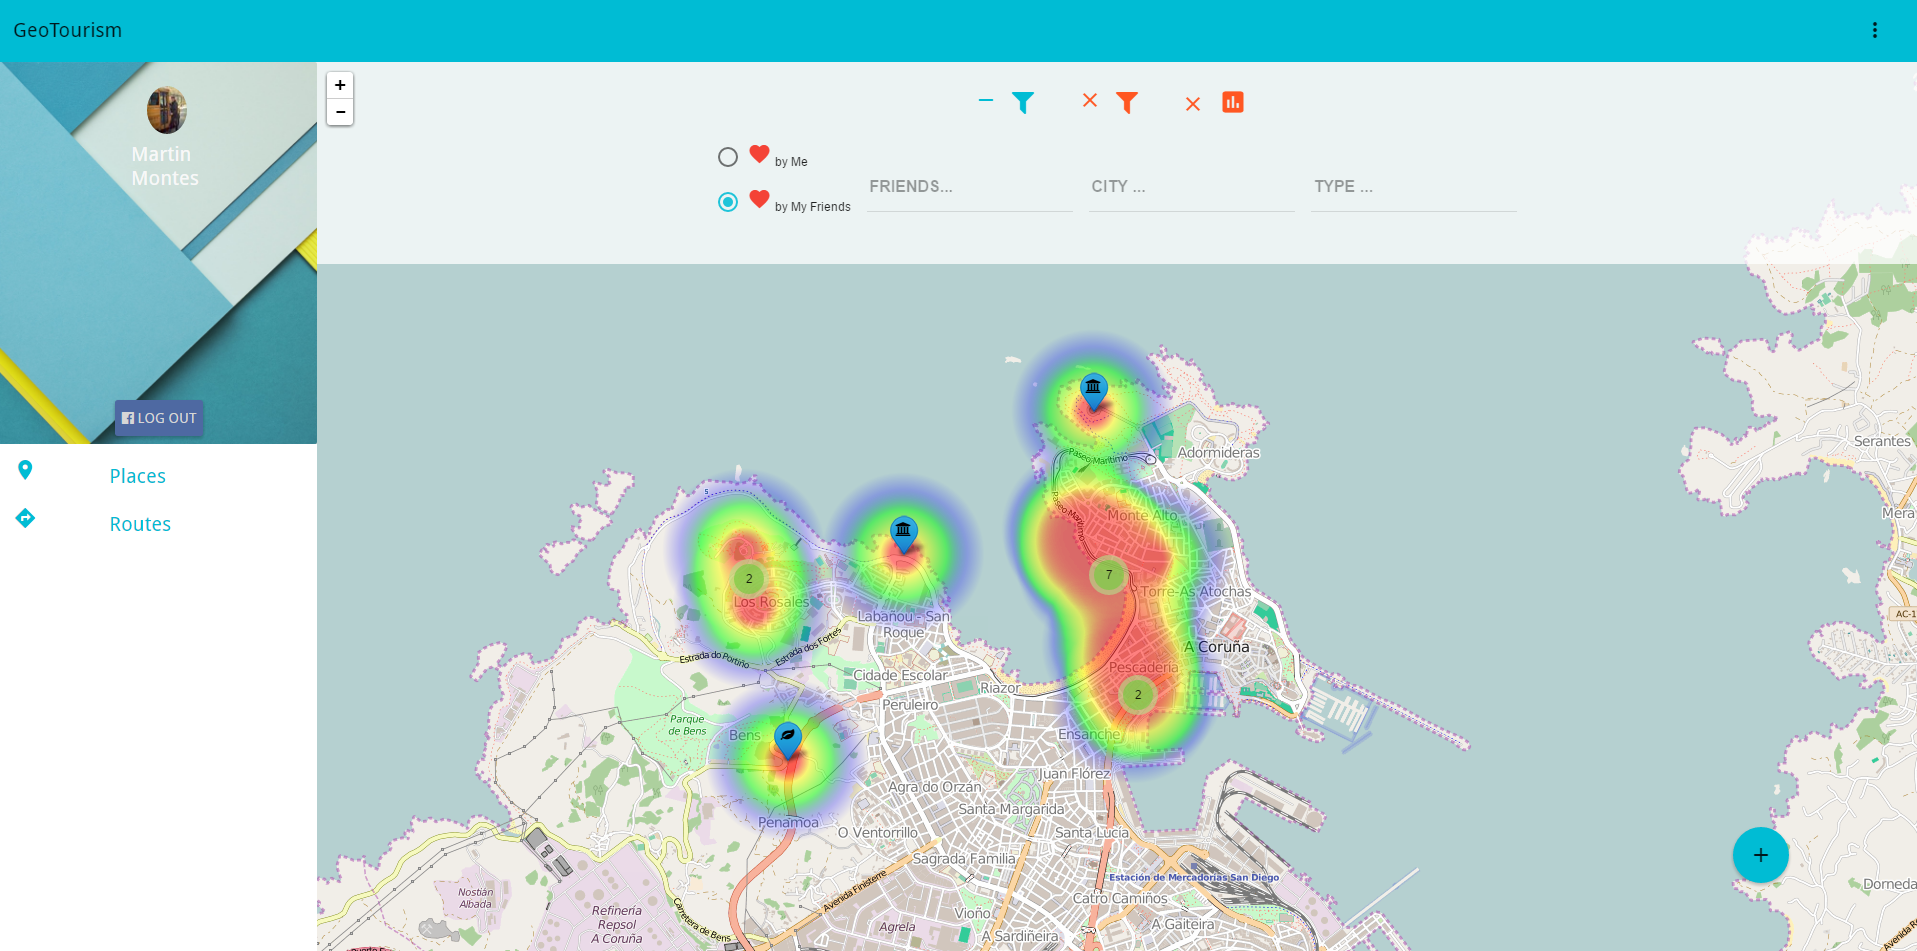 GeoTourism
Martin
Montes
LOG OUT
Places
Routes
+
−
by Me
by My Friends
FRIENDS...
CITY ...
TYPE ...
Serantes
Mera
AC-1
Dorneda
Adormideras
Paseo Marítimo
Paseo Marítimo
Monte Alto
7
Torre-As Atochas
A Coruña
Pescadería
2
Ensanche
5
2
Los Rosales
Labañou - San
Roque
Estrada do Portiño
Estrada dos Fortes
Cidade Escolar
Riazor
Peruleiro
Parque
de Bens
Bens
Penamoa
Juan Flórez
Agra do Orzán
Santa Margarida
O Ventorrillo
Santa Lucía
Sagrada Familia
Estación de Mercadorías San Diego
Avenida Finisterre
Catro Camiños
Nostián
Albada
Refinería
Repsol
A Coruña
Carretera de Bens
Vioño
A Gaiteira
Agrela
A Sardiñeira
+